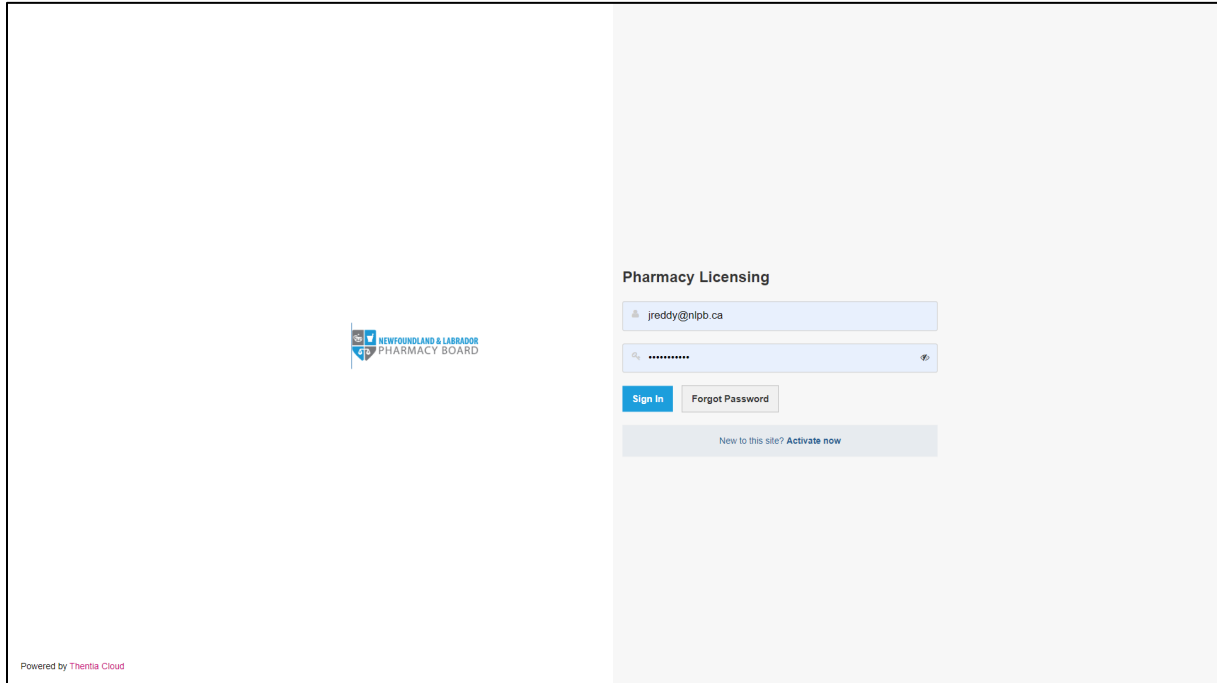 NEWFOUNDLAND & LABRADOR
PHARMACY BOARD
Pharmacy Licensing
jreddy@nlpb.ca
•••••••••••
Sign In
Forgot Password
New to this site? Activate now
Powered by Thentia Cloud